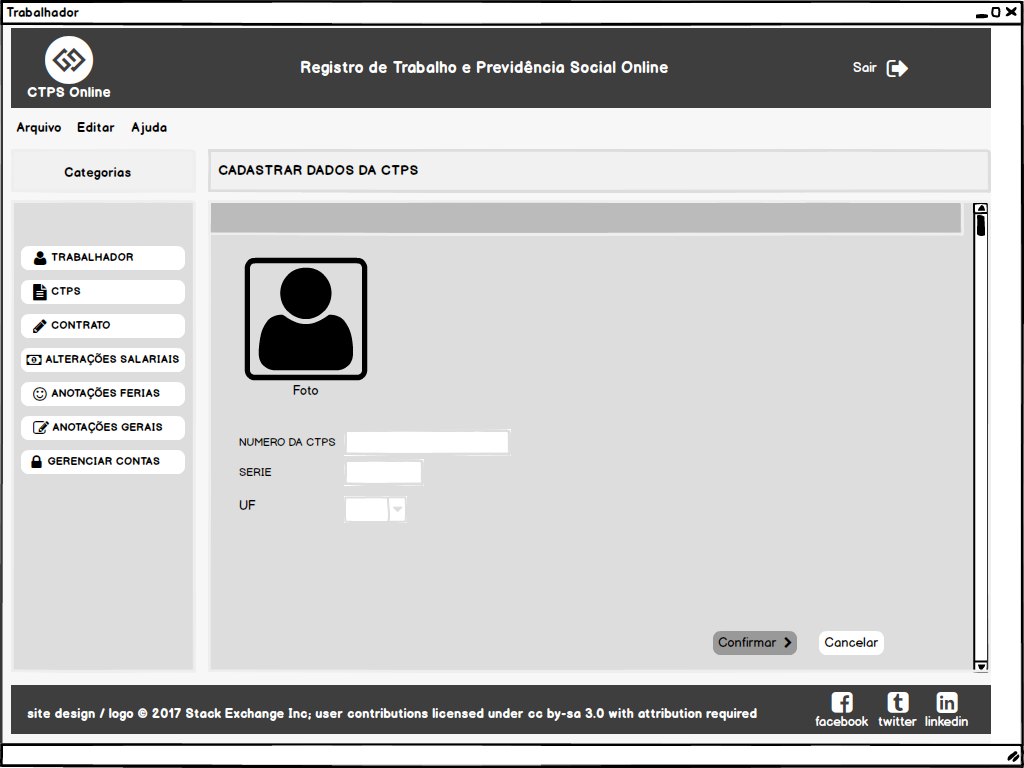 Trabalhador
CTPS Online
Registro de Trabalho e Previdência Social Online
Sair
Arquivo Editar Ajuda
Categorias
CADASTRAR DADOS DA CTPS
TRABALHADOR
CTPS
CONTRATO
ALTERAÇÕES SALARIAIS
ANOTAÇÕES FERIAS
ANOTAÇÕES GERAIS
GERENCIAR CONTAS
Foto
NUMERO DA CTPS
SERIE
UF
Confirmar
Cancelar
site design / logo © 2017 Stack Exchange Inc; user contributions licensed under cc by-sa 3.0 with attribution required
facebook twitter linkedin